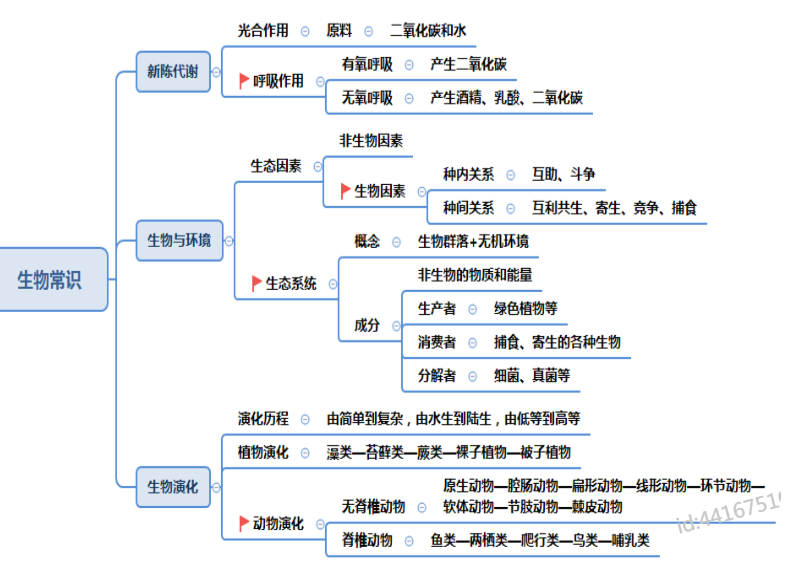 光合作用 原料 二氧化碳和水
有氧呼吸 产生二氧化碳
新陈代谢
呼吸作用
无氧呼吸 产生酒精、乳酸、二氧化碳
非生物因素
生态因素
种内关系 互助、斗争
生物因素
种间关系 互利共生、寄生、竞争、捕食
生物与环境
概念 生物群落+无机环境
非生物的物质和能量
生物常识
生态系统
生产者 绿色植物等
成分
消费者 捕食、寄生的各种生物
分解者 细菌、真菌等
演化历程 由简单到复杂，由水生到陆生，由低等到高等
植物演化 藻类—苔藓类—蕨类—裸子植物—被子植物
生物演化
原生动物—腔肠动物—扁形动物—线形动物—环节动物—
无脊椎动物
软体动物—节肢动物—棘皮动物
动物演化
脊椎动物 鱼类—两栖类—爬行类—鸟类—哺乳类
id:4416751